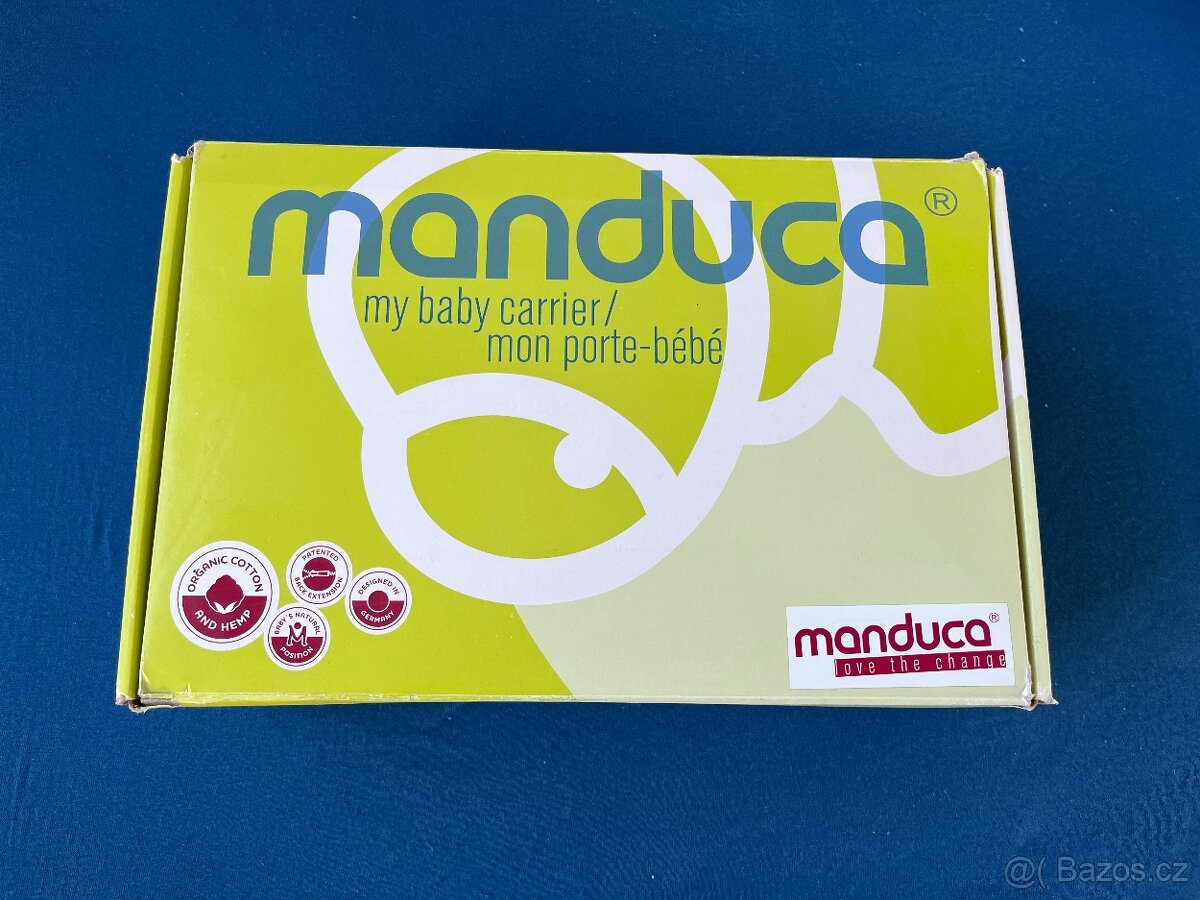 manduca®
my baby carrier/
mon porte-bébé
ORGANIC COTTON
AND HEMP
PATENTED
BACK EXTENSION
DESIGNED IN
GERMANY
BABY'S NATURAL
POSITION
manduca®
love the change
@( Bazos.cz